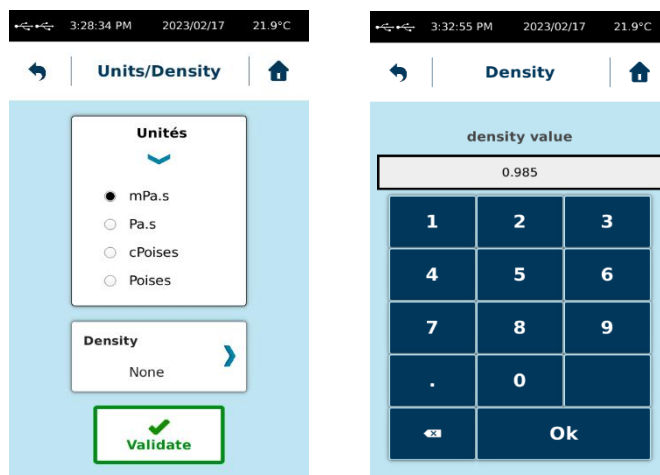 3:28:34 PM 2023/02/17 21.9°C
Units/Density
Unités
mPa.s
Pa.s
cPoises
Poises
Density
None
Validate
3:32:55 PM 2023/02/17 21.9°C
Density
density value
0.985
1 2 3
4 5 6
7 8 9
. 0
Ok